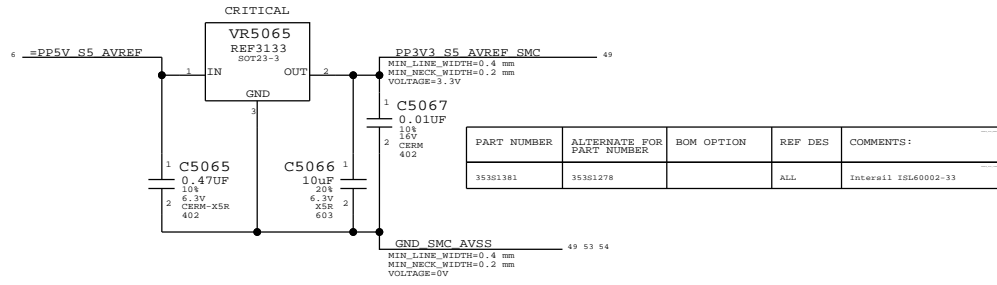 CRITICAL
VR5065
REF3133
SOT23-3
6 =PP5V_S5_AVREF
PP3V3_S5_AVREF_SMC 49
MIN_LINE_WIDTH=0.4 mm
MIN_NECK_WIDTH=0.2 mm
VOLTAGE=3.3V
1 IN OUT 2
GND
3
1 C5067
0.01UF
10%
16V
2 CERM
402
1 C5065
0.47UF
10%
6.3V
2 CERM-X5R
402
C5066 1
10uF
20%
6.3V
X5R 2
603
PART NUMBER ALTERNATE FOR PART NUMBER BOM OPTION REF DES COMMENTS:
353S1381 353S1278 ALL Intersil ISL60002-33
GND_SMC_AVSS 49 53 54
MIN_LINE_WIDTH=0.4 mm
MIN_NECK_WIDTH=0.2 mm
VOLTAGE=0V